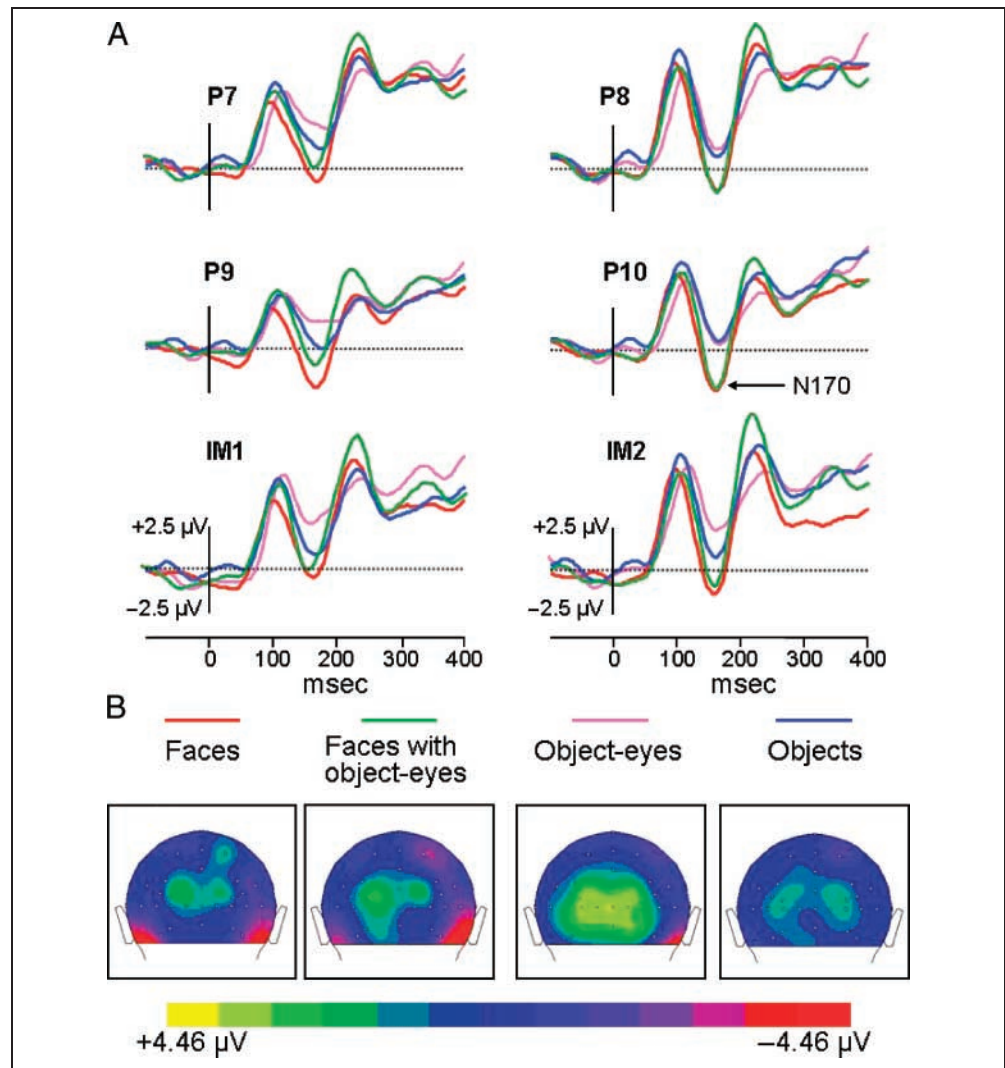 A
P7 P8
P9 P10
N170
IM1 IM2
+2.5 µV +2.5 µV
−2.5 µV −2.5 µV
0 100 200 300 400 0 100 200 300 400
msec msec
B
Faces Faces with object-eyes Object-eyes Objects
+4.46 µV −4.46 µV